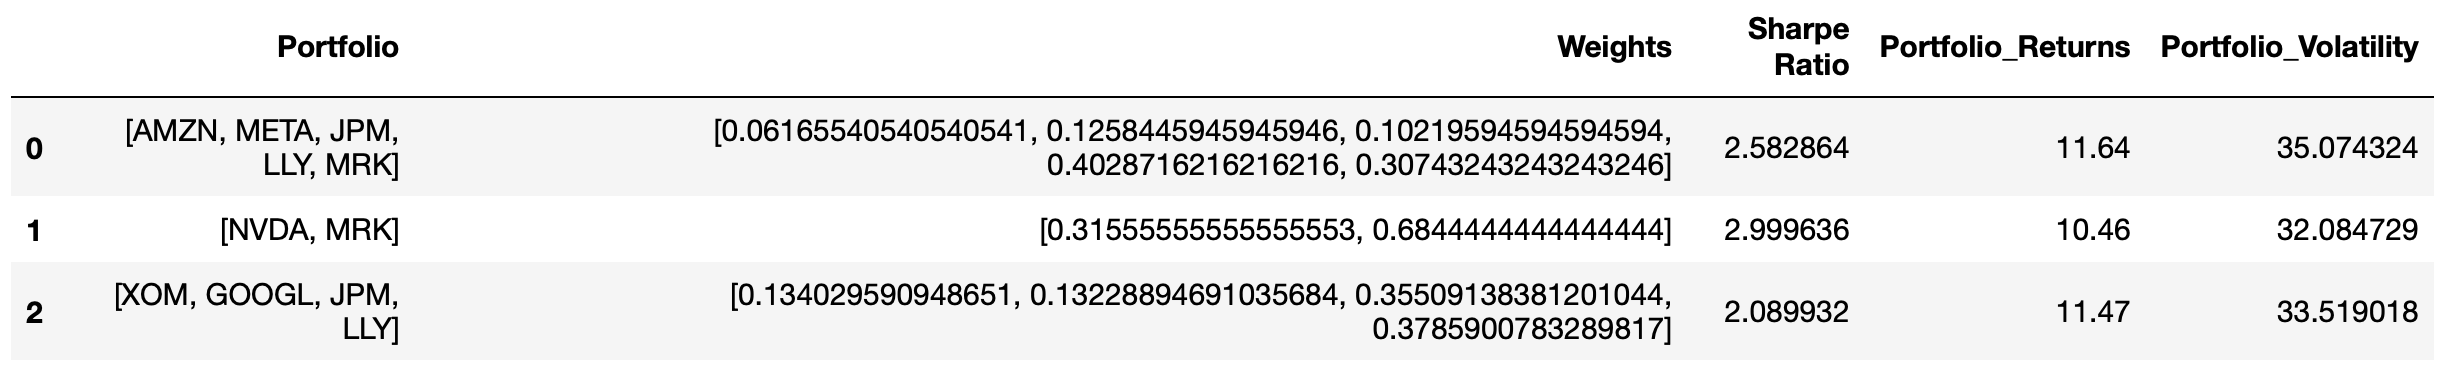 Portfolio Weights Sharpe Ratio Portfolio_Returns Portfolio_Volatility
0 [AMZN, META, JPM, LLY, MRK] [0.06165540540540541, 0.1258445945945946, 0.10219594594594594, 0.4028716216216216, 0.30743243243243246] 2.582864 11.64 35.074324
1 [NVDA, MRK] [0.31555555555555553, 0.6844444444444444] 2.999636 10.46 32.084729
2 [XOM, GOOGL, JPM, LLY] [0.134029590948651, 0.13228894691035684, 0.35509138381201044, 0.3785900783289817] 2.089932 11.47 33.519018